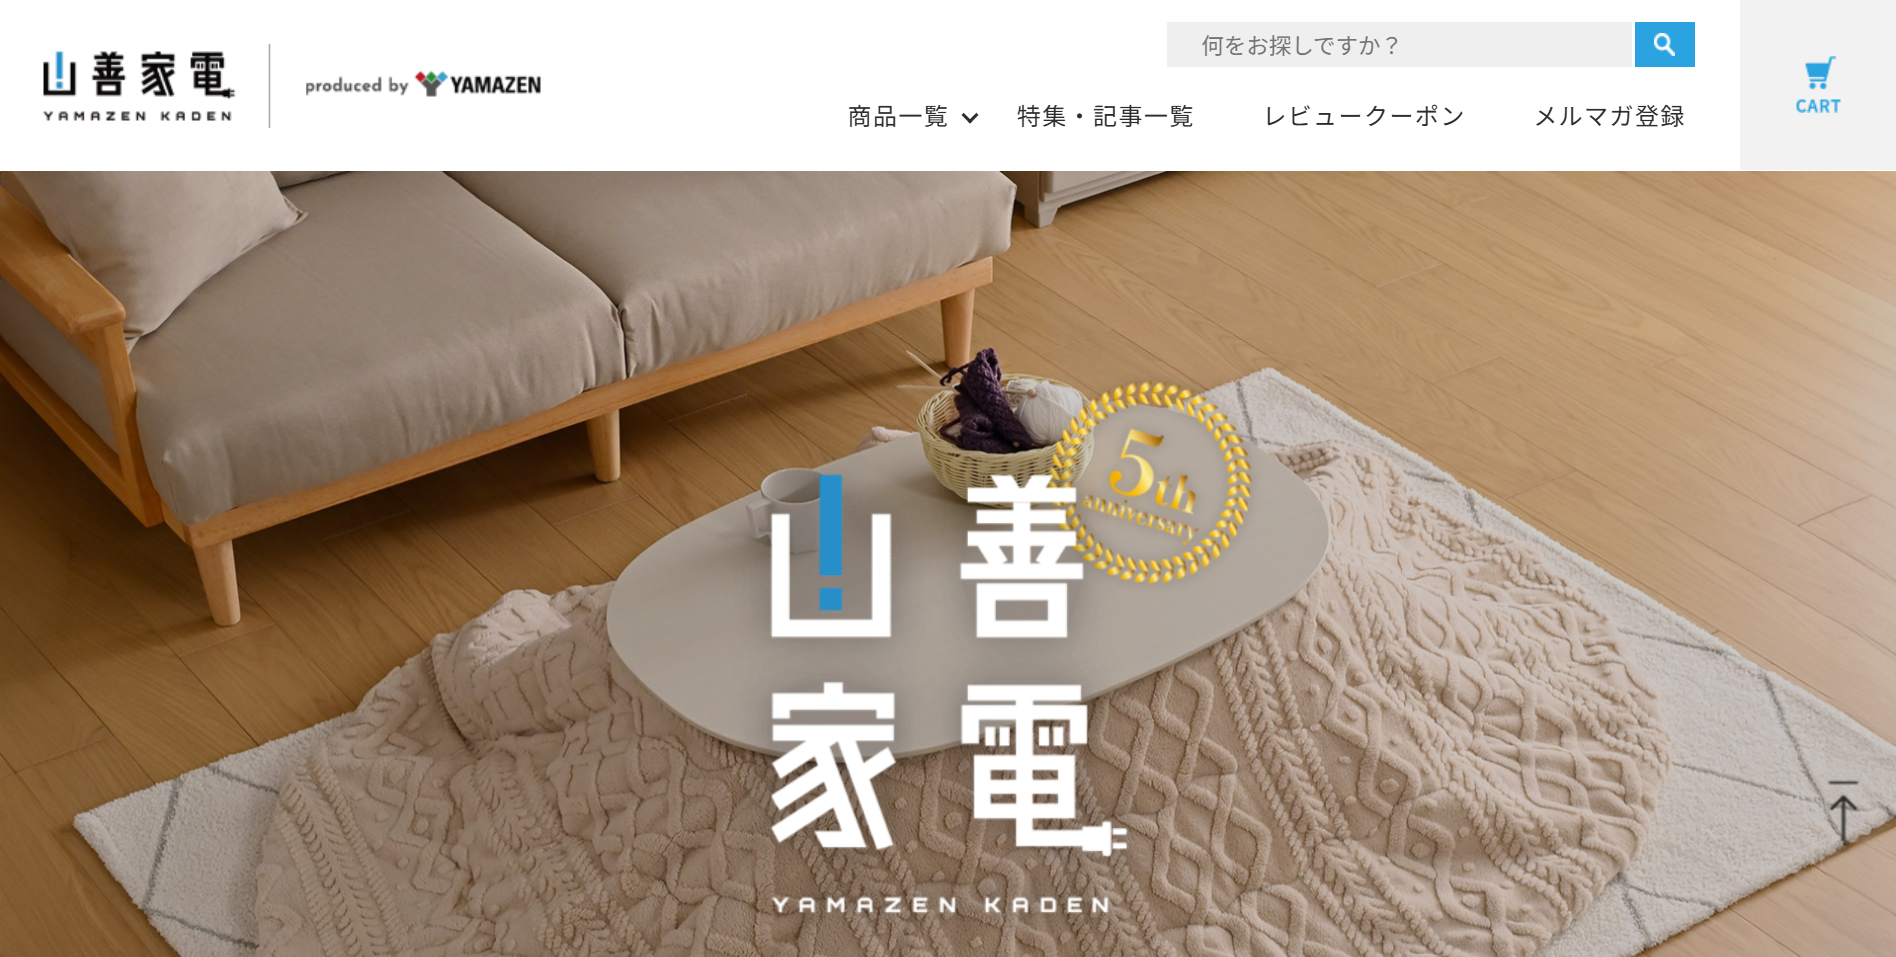 山善家電
YAMAZEN KADEN
produced by YAMAZEN
何をお探しですか？
商品一覧
特集・記事一覧
レビュークーポン
メルマガ登録
CART
5th
anniversary
山善
家電
YAMAZEN KADEN